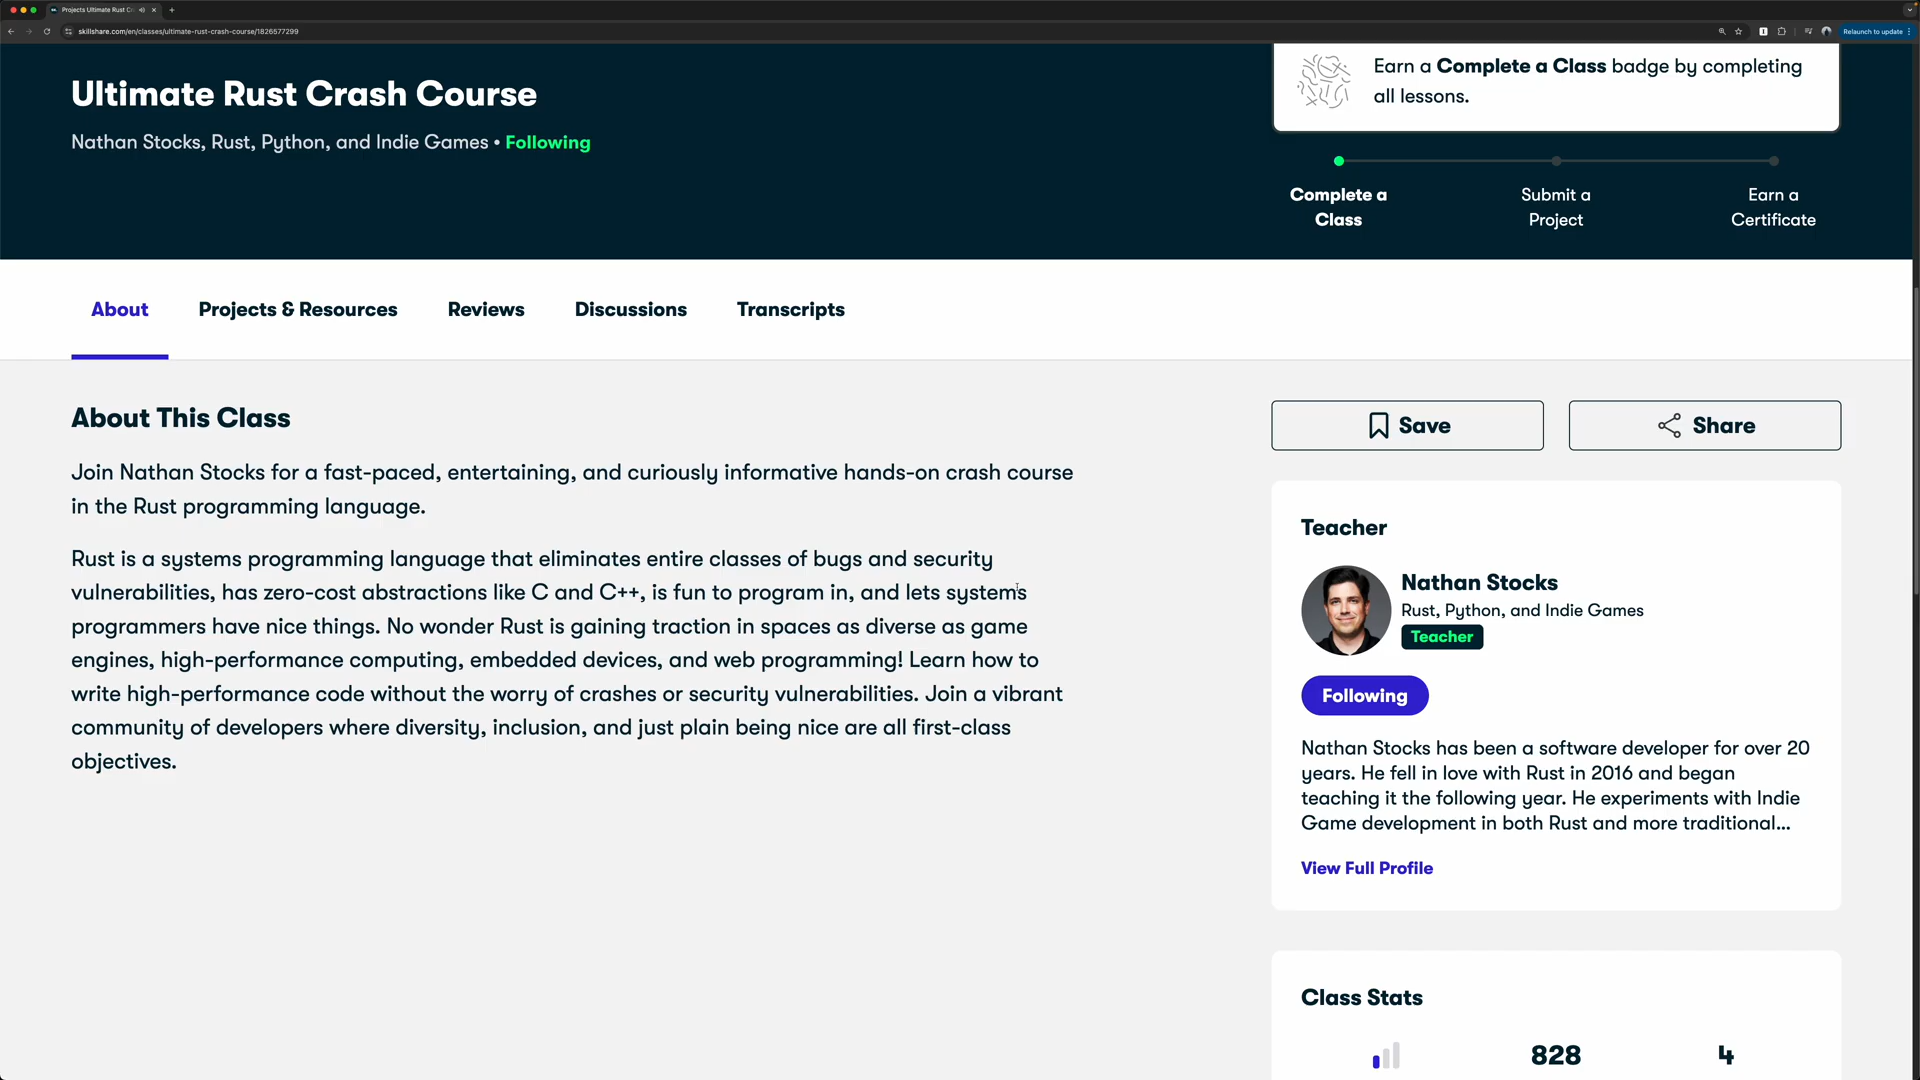 Projects Ultimate Rust Cr
skillshare.com/en/classes/ultimate-rust-crash-course/1826577299
Relaunch to update
Ultimate Rust Crash Course
Nathan Stocks, Rust, Python, and Indie Games • Following
Earn a Complete a Class badge by completing
all lessons.
Complete a
Class
Submit a
Project
Earn a
Certificate
About
Projects & Resources
Reviews
Discussions
Transcripts
About This Class
Join Nathan Stocks for a fast-paced, entertaining, and curiously informative hands-on crash course
in the Rust programming language.
Rust is a systems programming language that eliminates entire classes of bugs and security
vulnerabilities, has zero-cost abstractions like C and C++, is fun to program in, and lets systems
programmers have nice things. No wonder Rust is gaining traction in spaces as diverse as game
engines, high-performance computing, embedded devices, and web programming! Learn how to
write high-performance code without the worry of crashes or security vulnerabilities. Join a vibrant
community of developers where diversity, inclusion, and just plain being nice are all first-class
objectives.
Save
Share
Teacher
Nathan Stocks
Rust, Python, and Indie Games
Teacher
Following
Nathan Stocks has been a software developer for over 20
years. He fell in love with Rust in 2016 and began
teaching it the following year. He experiments with Indie
Game development in both Rust and more traditional...
View Full Profile
Class Stats
828
4